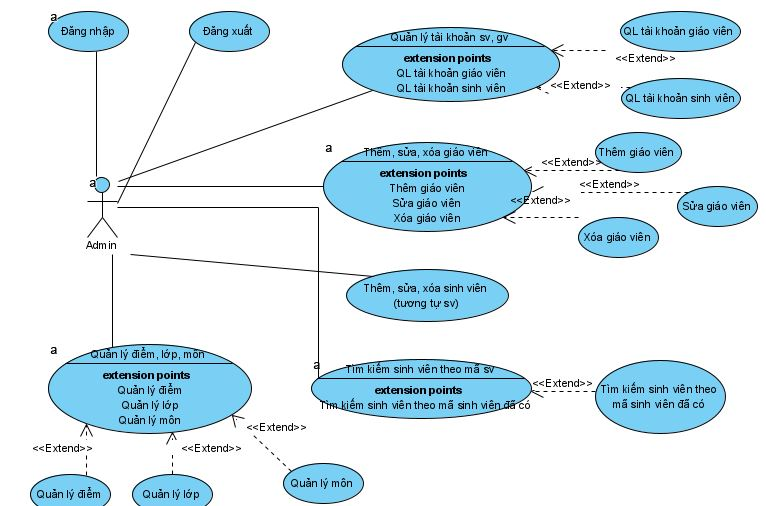 a
Đăng nhập
Đăng xuất
Quản lý tài khoản sv, gv
extension points
QL tài khoản giáo viên
QL tài khoản sinh viên
QL tài khoản giáo viên
<<Extend>>
<<Extend>>
QL tài khoản sinh viên
a
Thêm, sửa, xóa giáo viên
extension points
Thêm giáo viên
Sửa giáo viên
Xóa giáo viên
Thêm giáo viên
<<Extend>>
<<Extend>>
<<Extend>>
Sửa giáo viên
Xóa giáo viên
a
Admin
Thêm, sửa, xóa sinh viên
(tương tự sv)
a
Quản lý điểm, lớp, môn
extension points
Quản lý điểm
Quản lý lớp
Quản lý môn
a
Tìm kiếm sinh viên theo mã sv
extension points
Tìm kiếm sinh viên theo mã sinh viên đã có
<<Extend>>
Tìm kiếm sinh viên theo
mã sinh viên đã có
<<Extend>>
<<Extend>>
<<Extend>>
Quản lý điểm
Quản lý lớp
Quản lý môn